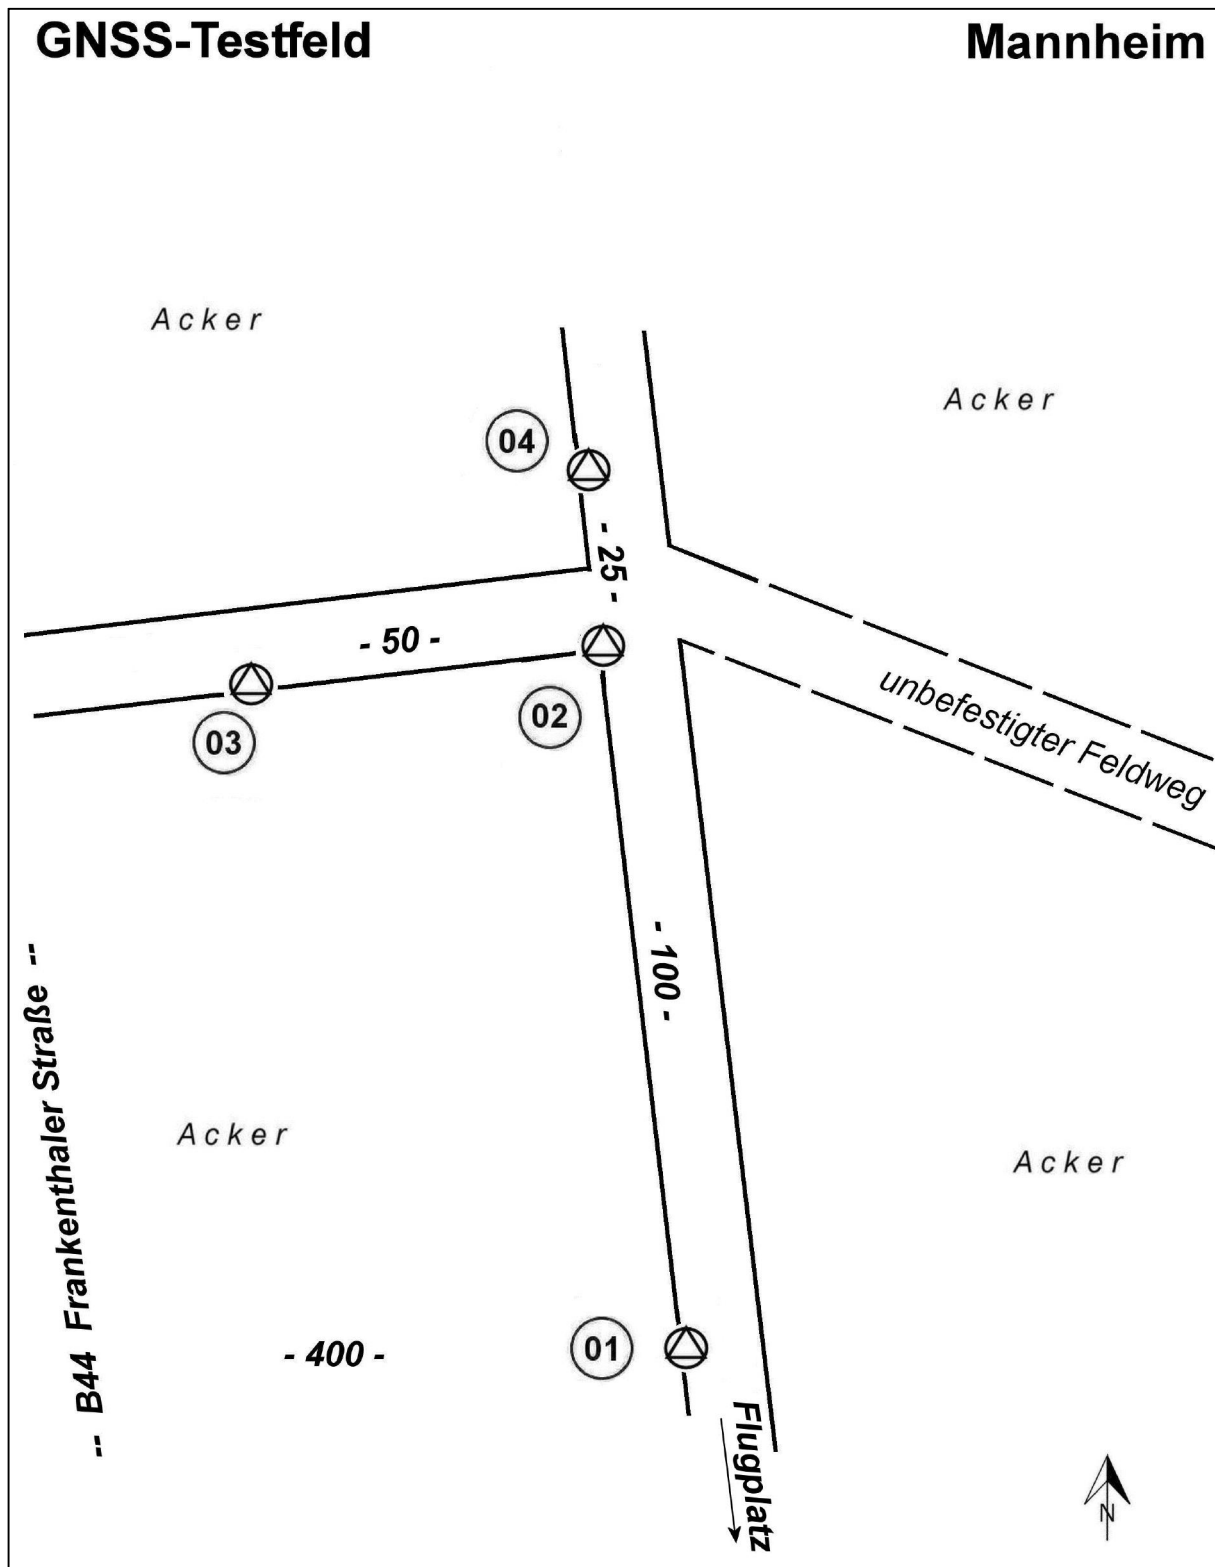 GNSS-Testfeld Mannheim
Acker
Acker
04
- 25 -
- 50 -
unbefestigter Feldweg
03
02
- 100 -
-- B44 Frankenthaler Straße --
Acker
Acker
- 400 -
01
Flugplatz
N